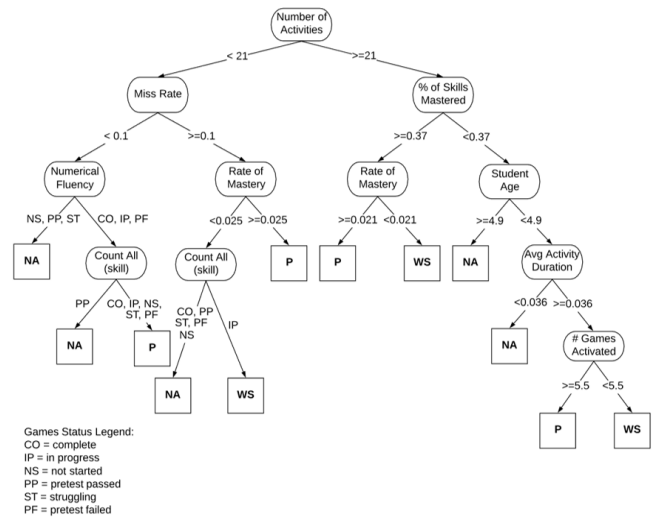 Number of
Activities
< 21
>=21
Miss Rate
% of Skills
Mastered
< 0.1
>=0.1
>=0.37
<0.37
Numerical
Fluency
Rate of
Mastery
Rate of
Mastery
Student
Age
NS, PP, ST
CO, IP, PF
<0.025
>=0.025
>=0.021
<0.021
>=4.9
<4.9
NA
Count All
(skill)
Count All
(skill)
P
P
WS
NA
Avg Activity
Duration
PP
CO, IP, NS,
ST, PF
CO, PP
ST, PF
NS
IP
<0.036
>=0.036
NA
P
NA
# Games
Activated
NA
WS
>=5.5
<5.5
P
WS
Games Status Legend:
CO = complete
IP = in progress
NS = not started
PP = pretest passed
ST = struggling
PF = pretest failed